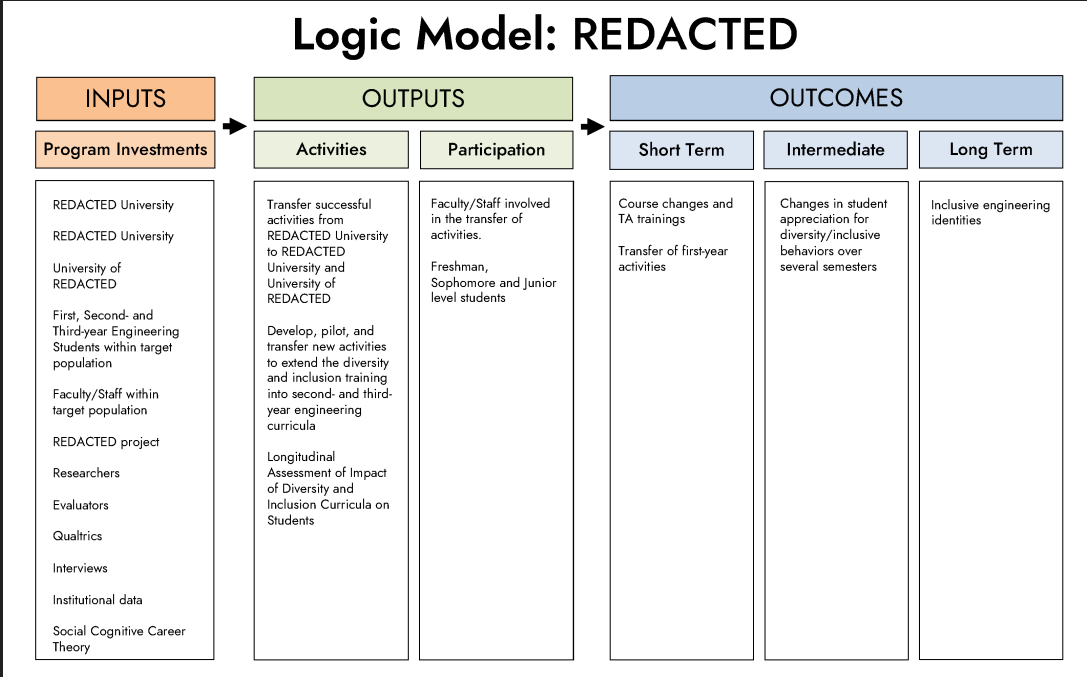 Logic Model: REDACTED
INPUTS
OUTPUTS
OUTCOMES
Program Investments
Activities
Participation
Short Term
Intermediate
Long Term
REDACTED University
REDACTED University
University of
REDACTED
First, Second- and
Third-year Engineering
Students within target
population
Faculty/Staff within
target population
REDACTED project
Researchers
Evaluators
Qualtrics
Interviews
Institutional data
Social Cognitive Career
Theory
Transfer successful
activities from
REDACTED University
to REDACTED
University and
University of
REDACTED
Develop, pilot, and
transfer new activities
to extend the diversity
and inclusion training
into second- and third-
year engineering
curricula
Longitudinal
Assessment of Impact
of Diversity and
Inclusion Curricula on
Students
Faculty/Staff involved
in the transfer of
activities.
Freshman,
Sophomore and Junior
level students
Course changes and
TA trainings
Transfer of first-year
activities
Changes in student
appreciation for
diversity/inclusive
behaviors over
several semesters
Inclusive engineering
identities